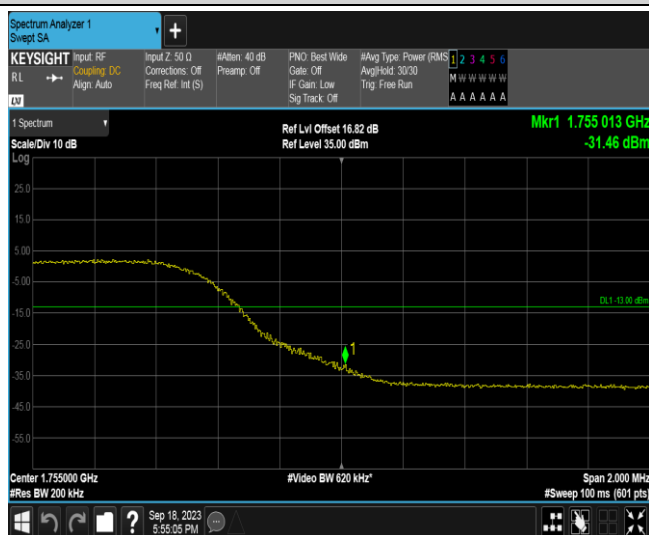 Spectrum Analyzer 1
Swept SA
KEYSIGHT
RL
Input: RF
Coupling: DC
Align: Auto
Input Z: 50 Ω
Corrections: Off
Freq Ref: Int (S)
#Atten: 40 dB
Preamp: Off
PNO: Best Wide
Gate: Off
IF Gain: Low
Sig Track: Off
#Avg Type: Power (RMS
Avg|Hold: 30/30
Trig: Free Run
1 2 3 4 5 6
M W W W W W
A A A A A A
LXI
1 Spectrum
Scale/Div 10 dB
Ref Lvl Offset 16.82 dB
Ref Level 35.00 dBm
Mkr1 1.755 013 GHz
-31.46 dBm
Log
25.0
15.0
5.00
-5.00
DL1 -13.00 dBm
-15.0
-25.0
1
-35.0
-45.0
-55.0
Center 1.755000 GHz
#Video BW 620 kHz*
Span 2.000 MHz
#Res BW 200 kHz
#Sweep 100 ms (601 pts)
?
Sep 18, 2023
5:55:05 PM